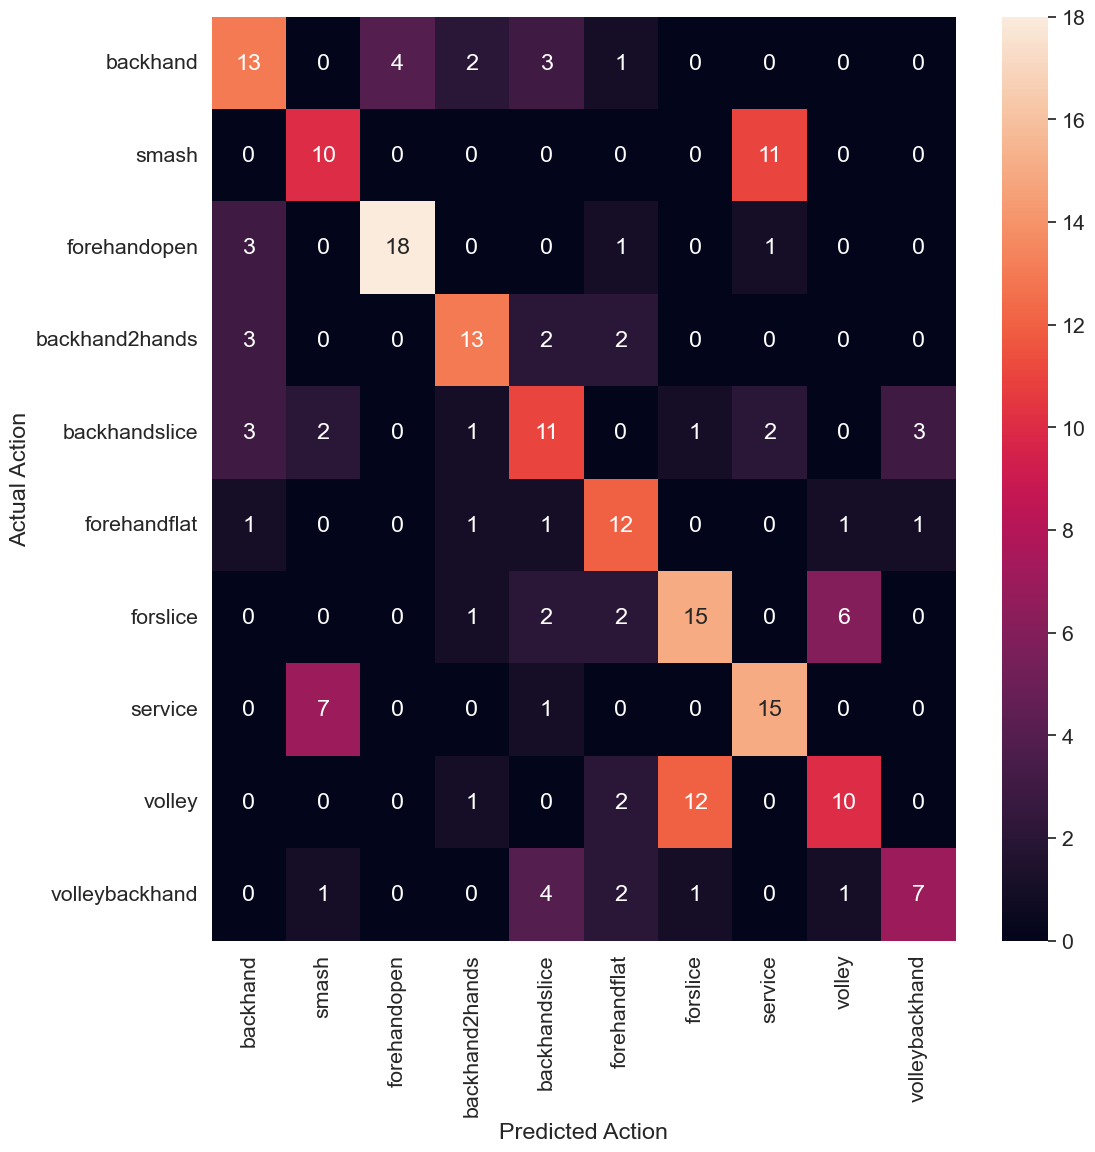 backhand 13 0 4 2 3 1 0 0 0 0
smash 0 10 0 0 0 0 0 11 0 0
forehandopen 3 0 18 0 0 1 0 1 0 0
backhand2hands 3 0 0 13 2 2 0 0 0 0
backhandslice 3 2 0 1 11 0 1 2 0 3
forehandflat 1 0 0 1 1 12 0 0 1 1
forslice 0 0 0 1 2 2 15 0 6 0
service 0 7 0 0 1 0 0 15 0 0
volley 0 0 0 1 0 2 12 0 10 0
volleybackhand 0 1 0 0 4 2 1 0 1 7
Actual Action
backhand
smash
forehandopen
backhand2hands
backhandslice
forehandflat
forslice
service
volley
volleybackhand
Predicted Action
18
16
14
12
10
8
6
4
2
0